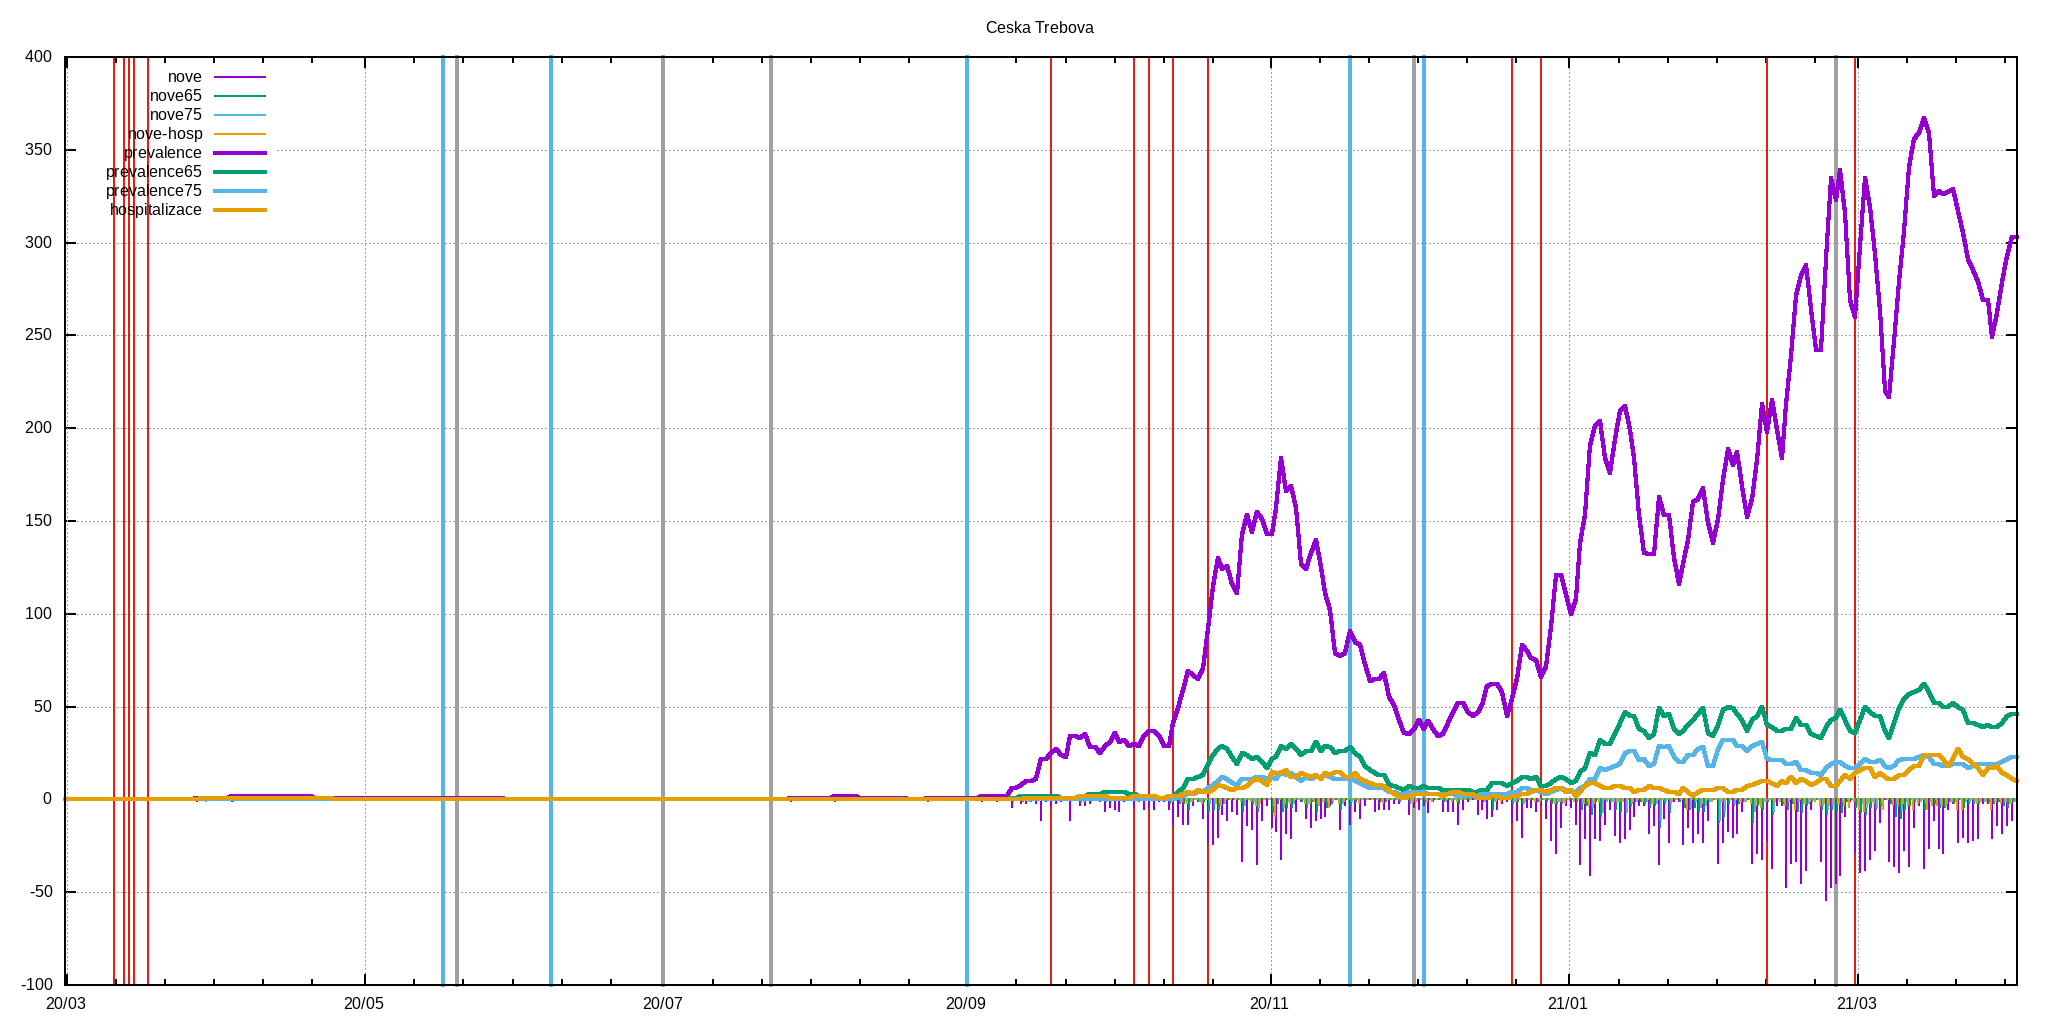 Ceska Trebova
400
350
300
250
200
150
100
50
0
-50
-100
nove
nove65
nove75
nove-hosp
prevalence
prevalence65
prevalence75
hospitalizace
20/03 20/05 20/07 20/09 20/11 21/01 21/03